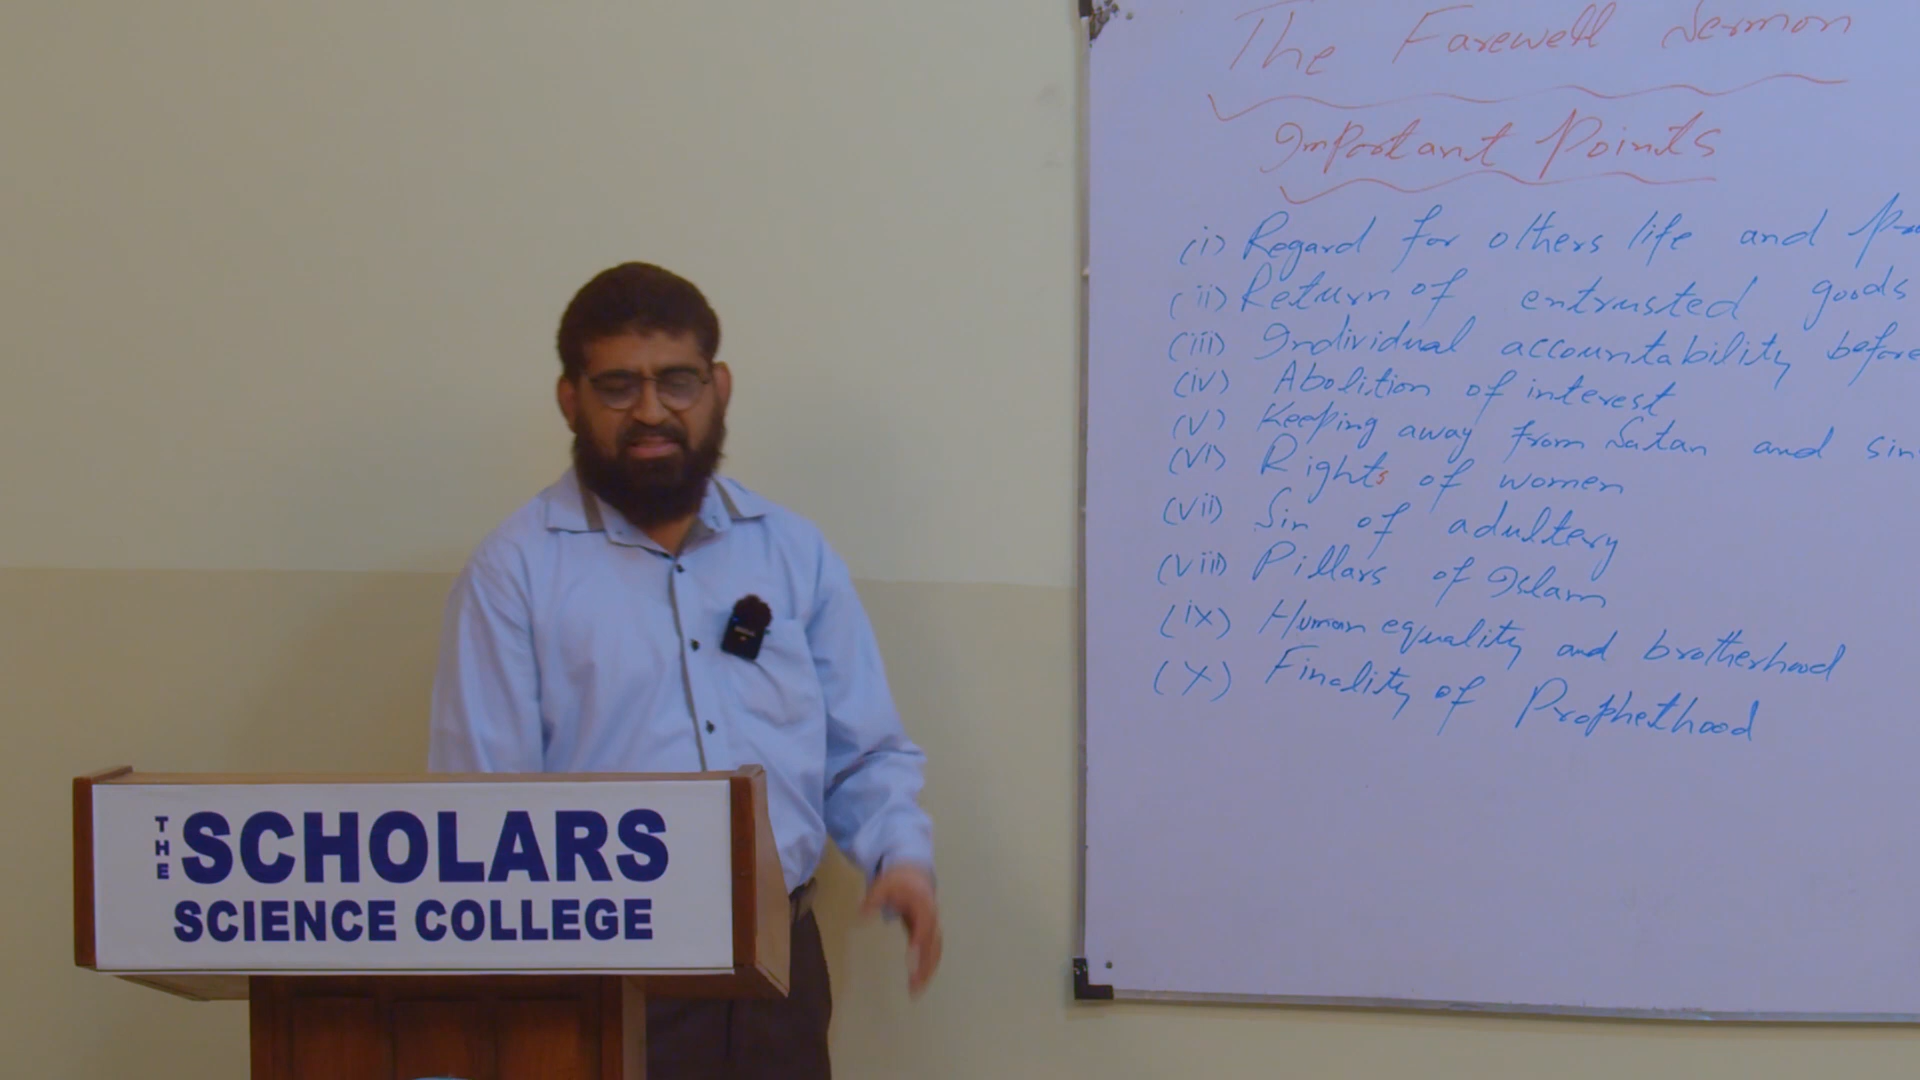 The Farewell Sermon
Important Points
(i) Regard for others life and
(ii) Return of entrusted goods
(iii) Individual accountability before
(iv) Abolition of interest
(v) Keeping away from Satan and
(vi) Rights of women
(vii) Sin of adultery
(viii) Pillars of Islam
(ix) Human equality and brotherhood
(x) Finality of Prophethood
THE SCHOLARS
SCIENCE COLLEGE